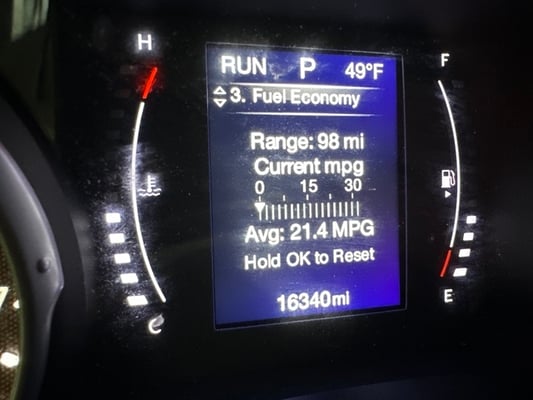 H
F
RUN P 49°F
3. Fuel Economy
Range: 98 mi
Current mpg
0 15 30
Avg: 21.4 MPG
Hold OK to Reset
16340mi
C
E